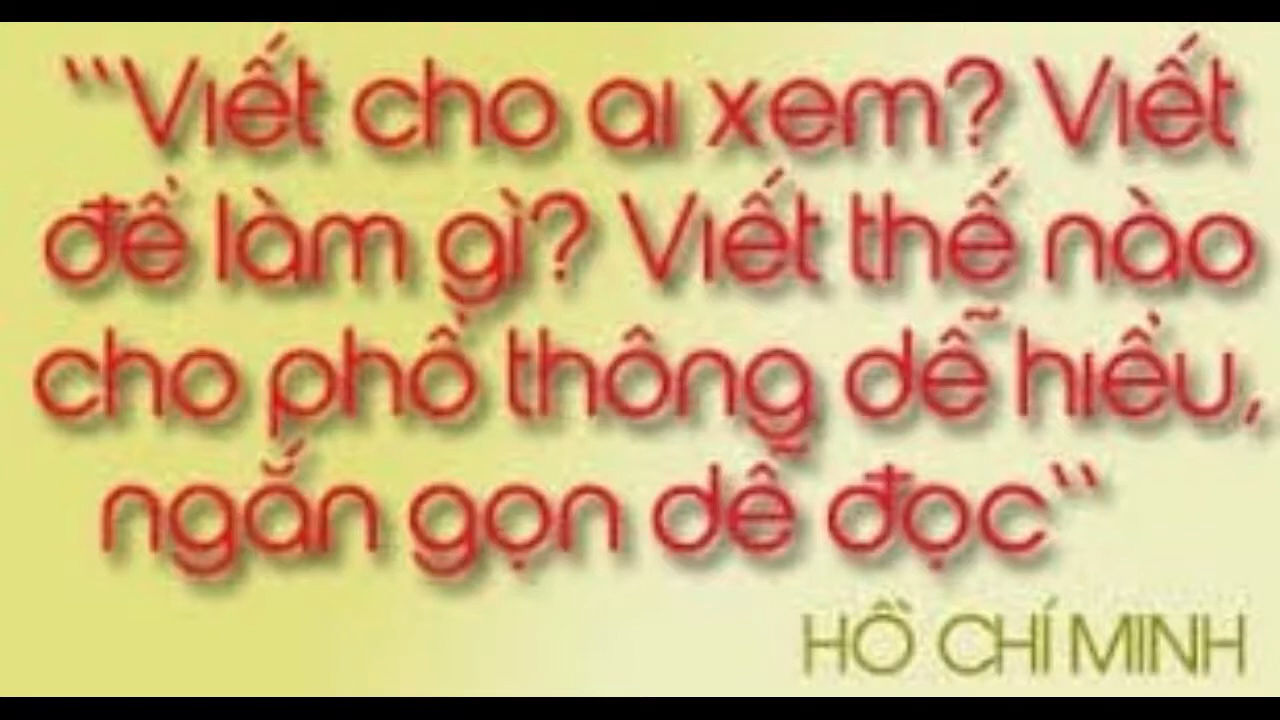 “Viết cho ai xem? Viết
để làm gì? Viết thế nào
cho phổ thông dễ hiểu,
ngắn gọn dễ đọc“
HỒ CHÍ MINH